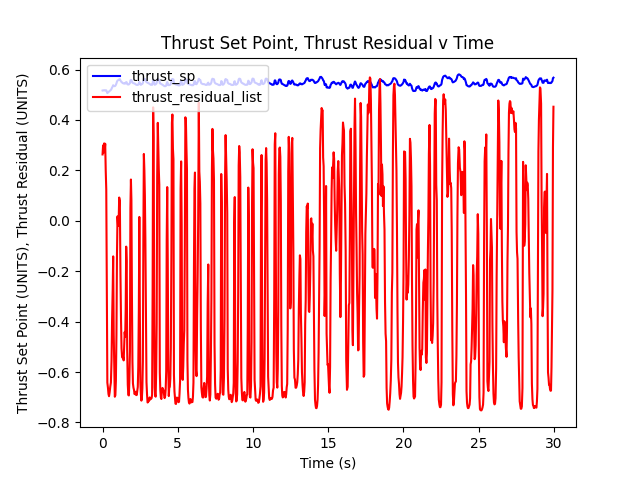 Thrust Set Point, Thrust Residual v Time
thrust_sp
thrust_residual_list
Thrust Set Point (UNITS), Thrust Residual (UNITS)
0.6
0.4
0.2
0.0
−0.2
−0.4
−0.6
−0.8
0 5 10 15 20 25 30
Time (s)